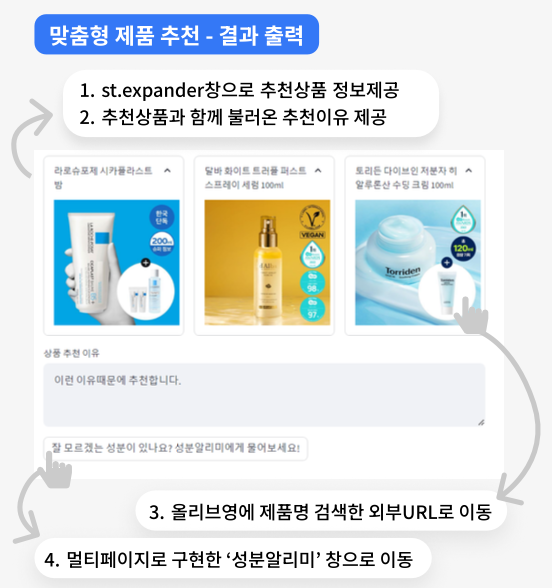 맞춤형 제품 추천 - 결과 출력
1. st.expander창으로 추천상품 정보제공
2. 추천상품과 함께 불러온 추천이유 제공
라로슈포제 시카플라스트
밤
달바 화이트 트러플 퍼스트
스프레이 세럼 100ml
토리든 다이브인 저분자 히
알루론산 수딩 크림 100ml
한국
단독
200ml
VEGAN
120ml
Torriden
상품 추천 이유
이런 이유때문에 추천합니다.
잘 모르겠는 성분이 있나요? 성분알리미에게 물어보세요!
3. 올리브영에 제품명 검색한 외부URL로 이동
4. 멀티페이지로 구현한 ‘성분알리미’ 창으로 이동